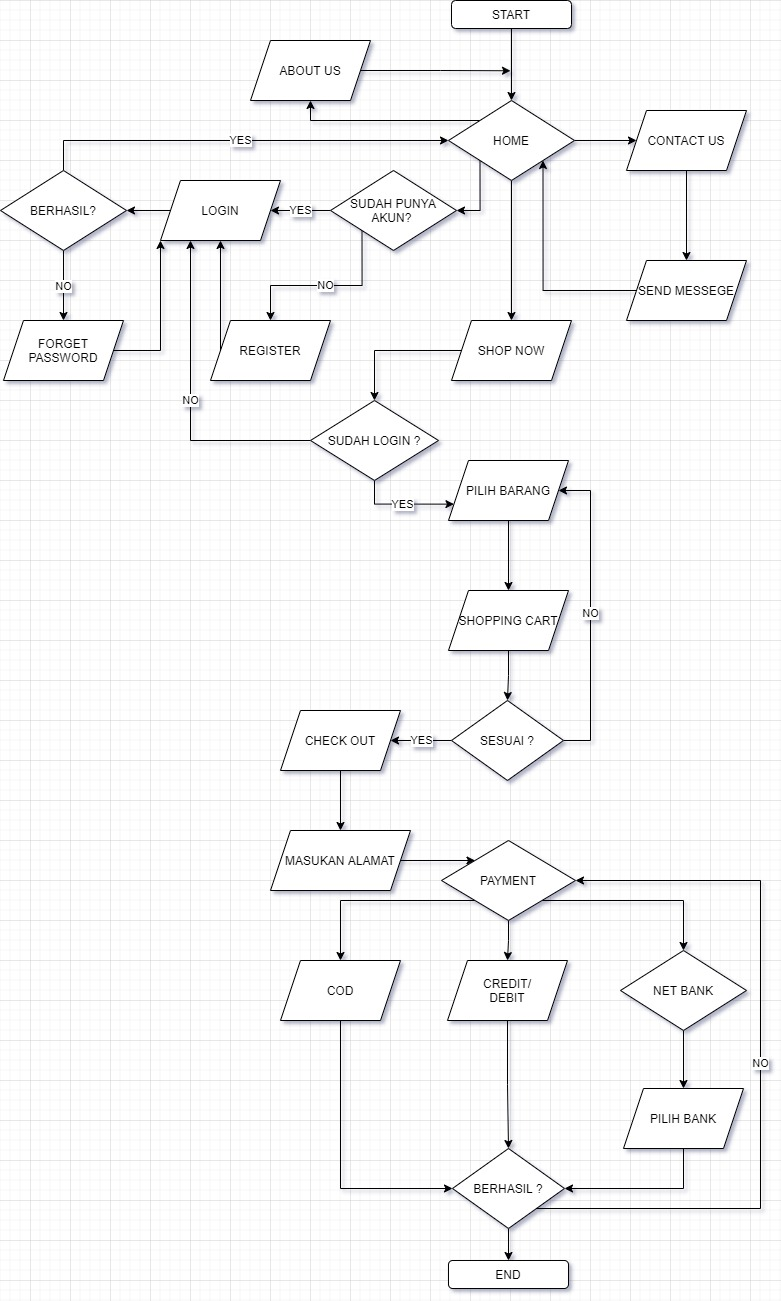 START
ABOUT US
HOME
CONTACT US
YES
BERHASIL?
LOGIN
YES
SUDAH PUNYA
AKUN?
NO
NO
SEND MESSEGE
FORGET
PASSWORD
REGISTER
SHOP NOW
NO
SUDAH LOGIN ?
YES
PILIH BARANG
NO
SHOPPING CART
CHECK OUT
YES
SESUAI ?
MASUKAN ALAMAT
PAYMENT
COD
CREDIT/
DEBIT
NET BANK
NO
PILIH BANK
BERHASIL ?
END